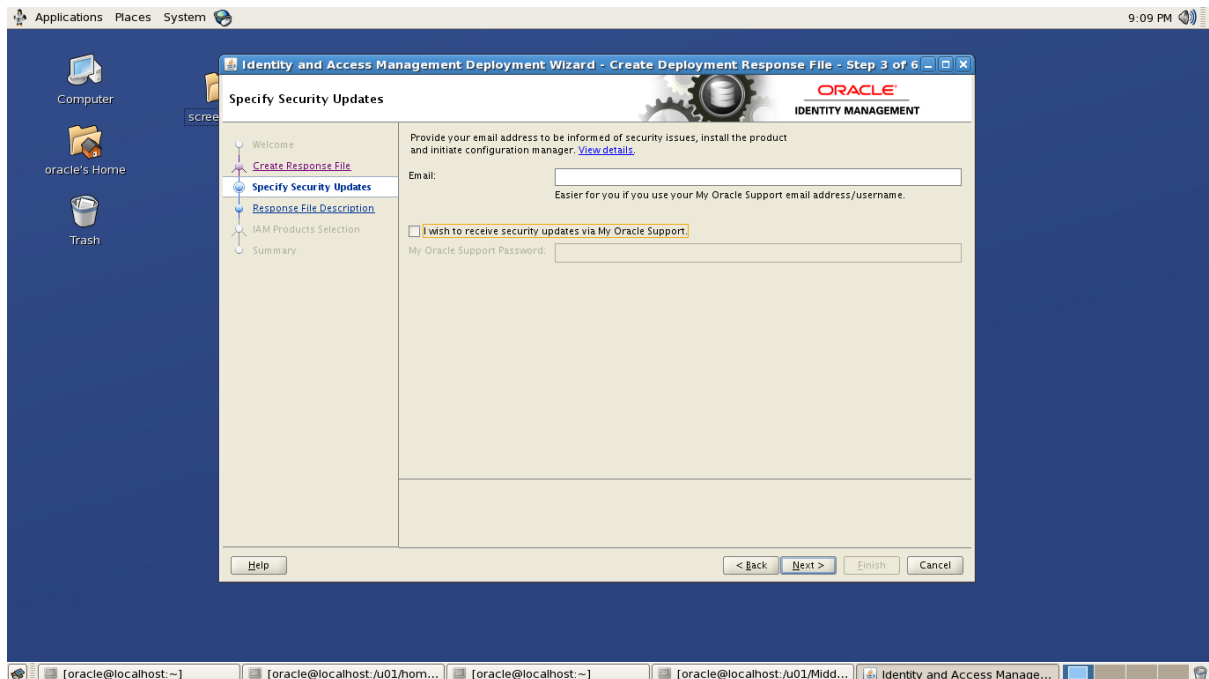 Applications Places System 9:09 PM
Computer
scree
oracle's Home
Trash
Identity and Access Management Deployment Wizard - Create Deployment Response File - Step 3 of 6
Specify Security Updates
ORACLE
IDENTITY MANAGEMENT
Welcome
Create Response File
Specify Security Updates
Response File Description
IAM Products Selection
Summary
Provide your email address to be informed of security issues, install the product
and initiate configuration manager. View details.
Email:
Easier for you if you use your My Oracle Support email address/username.
I wish to receive security updates via My Oracle Support.
My Oracle Support Password:
Help < Back Next > Finish Cancel
[oracle@localhost:~] [oracle@localhost:/u01/hom... [oracle@localhost:~] [oracle@localhost:/u01/Midd... Identity and Access Manage...